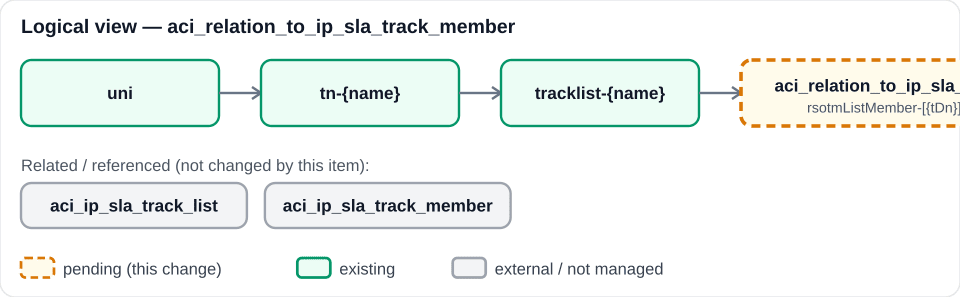 Logical view — aci_relation_to_ip_sla_track_member
uni
tn-{name}
tracklist-{name}
aci_relation_to_ip_sla_
rsotmListMember-[{tDn}]
Related / referenced (not changed by this item):
aci_ip_sla_track_list
aci_ip_sla_track_member
pending (this change)
existing
external / not managed